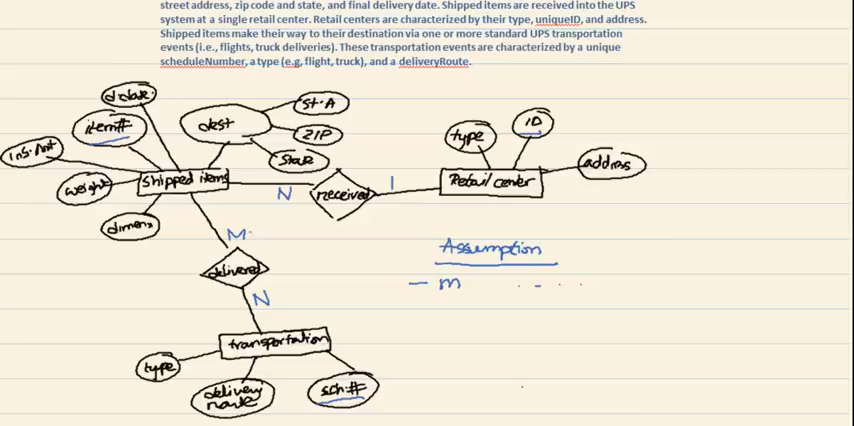 street address, zip code and state, and final delivery date. Shipped items are received into the UPS
system at a single retail center. Retail centers are characterized by their type, uniqueID, and address.
Shipped items make their way to their destination via one or more standard UPS transportation
events (i.e., flights, truck deliveries). These transportation events are characterized by a unique
scheduleNumber, a type (e.g, flight, truck), and a deliveryRoute.
d.date
item#
dest
St.A
ZIP
State
ins.Amt
weight
dimens
Shipped items
N
received
1
Retail center
type
ID
address
M
delivered
N
Assumption
- m
transportation
type
delivery
route
sch.#